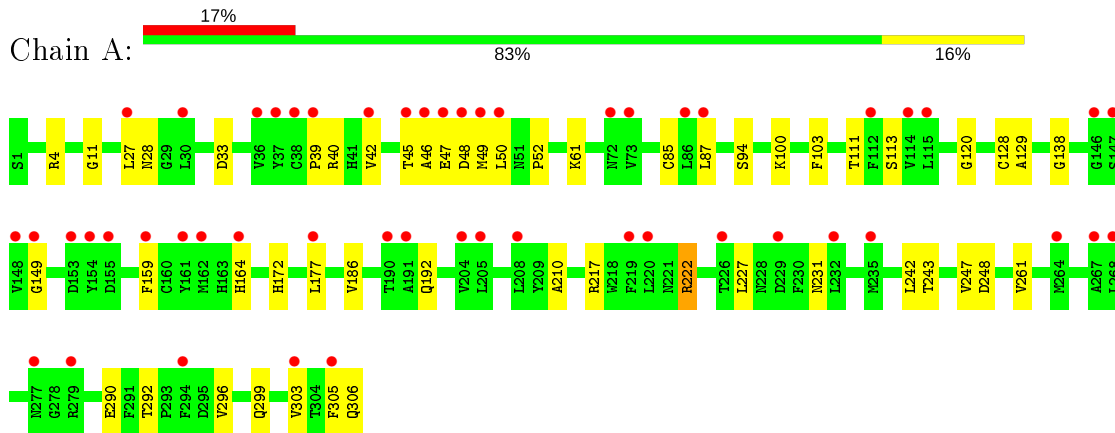 17%
Chain A:
83% 16%
S1 R4 G11 L27 N28 G29 L30 D33 V36 Y37 C38 P39 R40 H41 V42 T45 A46 E47 D48 M49 L50 N51 P52 K61 N72 V73 C85 L86 L87 S94 K100 F103 T111 F112 S113 V114 L115 G120 C128 A129 G138 G146 S147
V148 G149 D153 Y154 D155 F159 C160 Y161 M162 H163 H164 H172 L177 V186 T190 A191 Q192 V204 L205 L208 Y209 A210 R217 W218 F219 L220 N221 R222 T226 L227 N228 D229 F230 N231 L232 M235 L242 T243 V247 D248 V261 M264 A267 L268
N277 G278 R279 E290 F291 T292 P293 F294 D295 V296 Q299 V303 T304 F305 Q306